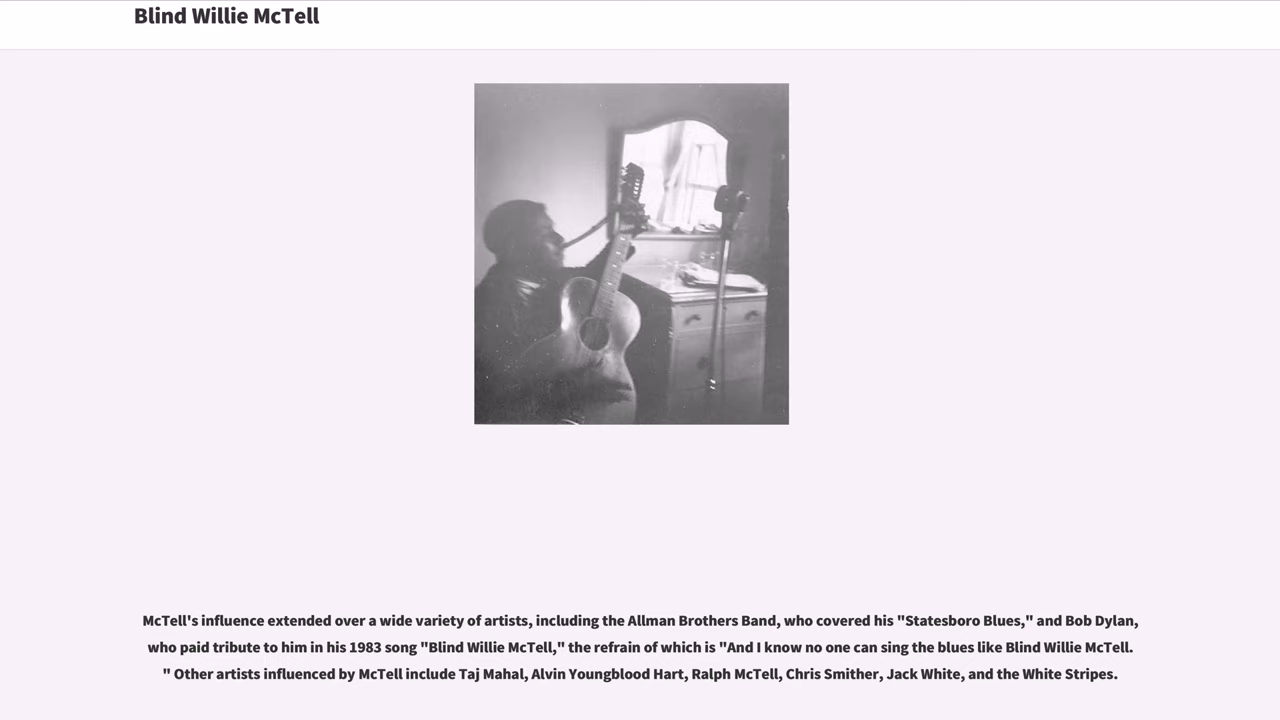 Blind Willie McTell
McTell's influence extended over a wide variety of artists, including the Allman Brothers Band, who covered his "Statesboro Blues," and Bob Dylan,
who paid tribute to him in his 1983 song "Blind Willie McTell," the refrain of which is "And I know no one can sing the blues like Blind Willie McTell.
" Other artists influenced by McTell include Taj Mahal, Alvin Youngblood Hart, Ralph McTell, Chris Smither, Jack White, and the White Stripes.